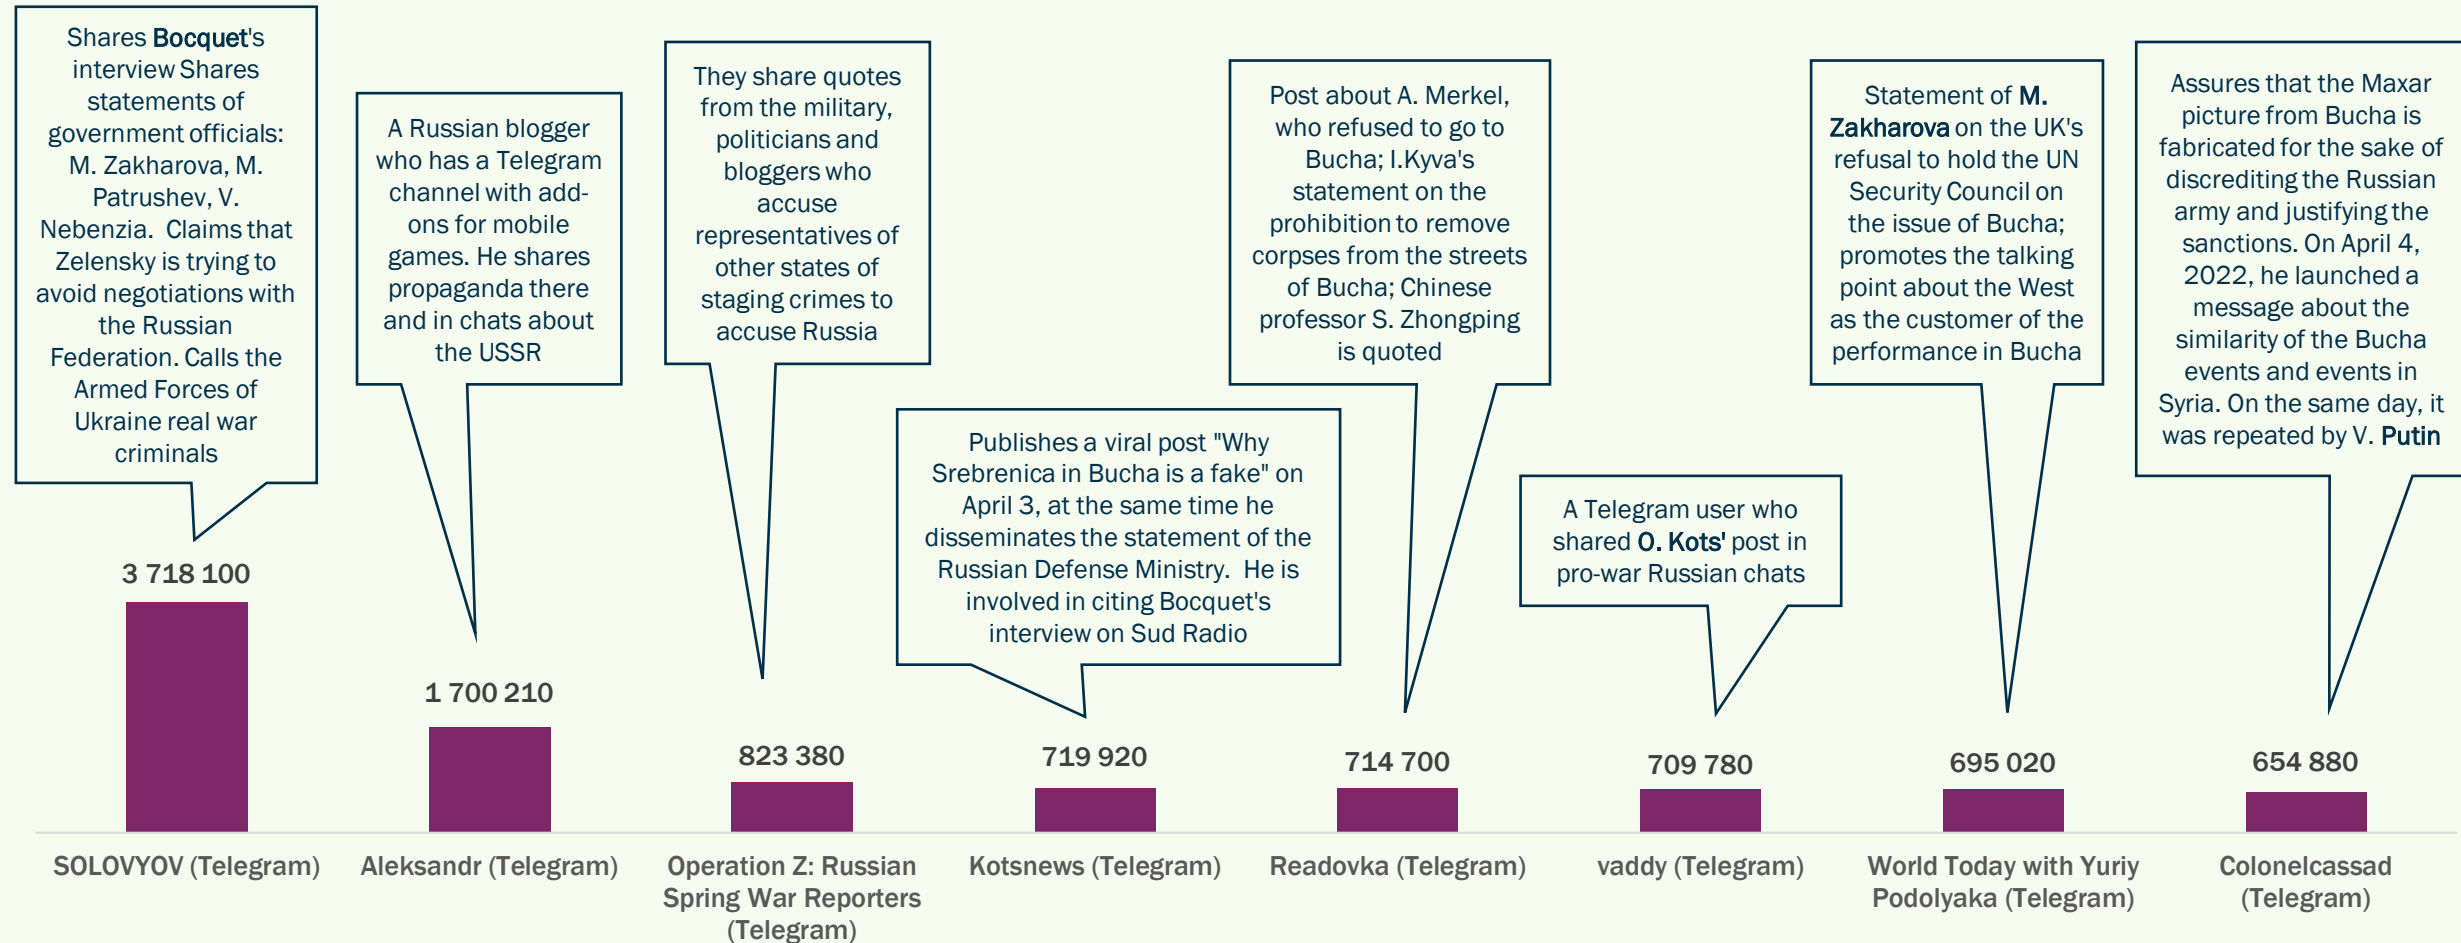 Shares Bocquet's
interview Shares
statements of
government officials:
M. Zakharova, M.
Patrushev, V.
Nebenzia.  Claims that
Zelensky is trying to
avoid negotiations with
the Russian
Federation. Calls the
Armed Forces of
Ukraine real war
criminals
A Russian blogger
who has a Telegram
channel with add-
ons for mobile
games. He shares
propaganda there
and in chats about
the USSR
They share quotes
from the military,
politicians and
bloggers who
accuse
representatives of
other states of
staging crimes to
accuse Russia
Publishes a viral post "Why
Srebrenica in Bucha is a fake" on
April 3, at the same time he
disseminates the statement of the
Russian Defense Ministry.  He is
involved in citing Bocquet's
interview on Sud Radio
Post about A. Merkel,
who refused to go to
Bucha; I.Kyva's
statement on the
prohibition to remove
corpses from the streets
of Bucha; Chinese
professor S. Zhongping
is quoted
A Telegram user who
shared O. Kots' post in
pro-war Russian chats
Statement of M.
Zakharova on the UK's
refusal to hold the UN
Security Council on
the issue of Bucha;
promotes the talking
point about the West
as the customer of the
performance in Bucha
Assures that the Maxar
picture from Bucha is
fabricated for the sake of
discrediting the Russian
army and justifying the
sanctions. On April 4,
2022, he launched a
message about the
similarity of the Bucha
events and events in
Syria. On the same day, it
was repeated by V. Putin
3 718 100
1 700 210
823 380
719 920
714 700
709 780
695 020
654 880
SOLOVYOV (Telegram)
Aleksandr (Telegram)
Operation Z: Russian
Spring War Reporters
(Telegram)
Kotsnews (Telegram)
Readovka (Telegram)
vaddy (Telegram)
World Today with Yuriy
Podolyaka (Telegram)
Colonelcassad
(Telegram)